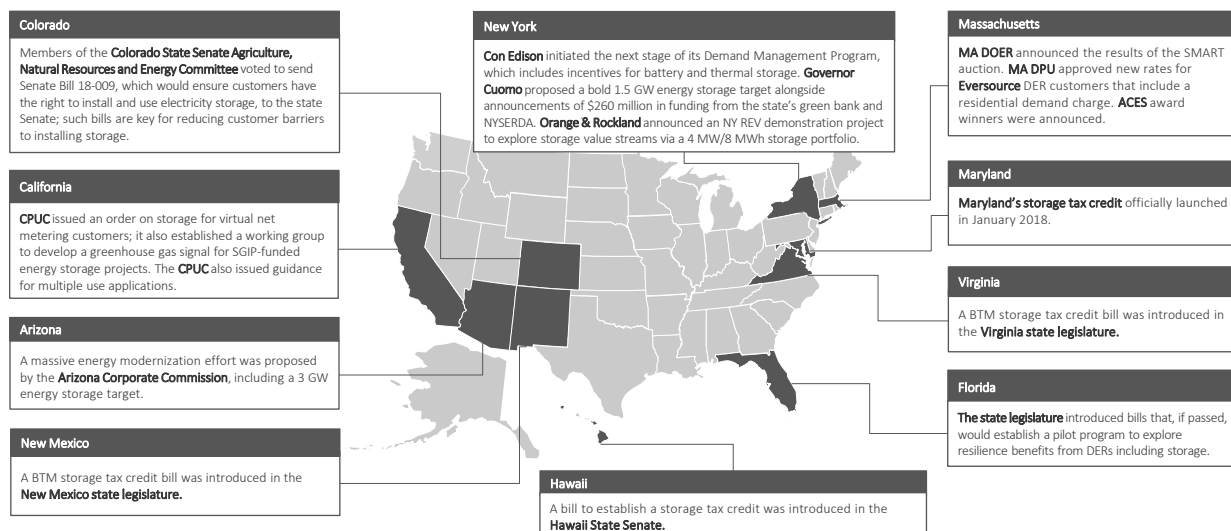 Colorado
Members of the Colorado State Senate Agriculture,
Natural Resources and Energy Committee voted to send
Senate Bill 18-009, which would ensure customers have
the right to install and use electricity storage, to the state
Senate; such bills are key for reducing customer barriers
to installing storage.
California
CPUC issued an order on storage for virtual net
metering customers; it also established a working group
to develop a greenhouse gas signal for SGIP-funded
energy storage projects. The CPUC also issued guidance
for multiple use applications.
Arizona
A massive energy modernization effort was proposed
by the Arizona Corporate Commission, including a 3 GW
energy storage target.
New Mexico
A BTM storage tax credit bill was introduced in the
New Mexico state legislature.
New York
Con Edison initiated the next stage of its Demand Management Program,
which includes incentives for battery and thermal storage. Governor
Cuomo proposed a bold 1.5 GW energy storage target alongside
announcements of $260 million in funding from the state's green bank and
NYSERDA. Orange & Rockland announced an NY REV demonstration project
to explore storage value streams via a 4 MW/8 MWh storage portfolio.
Hawaii
A bill to establish a storage tax credit was introduced in the
Hawaii State Senate.
Massachusetts
MA DOER announced the results of the SMART
auction. MA DPU approved new rates for
Eversource DER customers that include a
residential demand charge. ACES award
winners were announced.
Maryland
Maryland's storage tax credit officially launched
in January 2018.
Virginia
A BTM storage tax credit bill was introduced in
the Virginia state legislature.
Florida
The state legislature introduced bills that, if passed,
would establish a pilot program to explore
resilience benefits from DERs including storage.